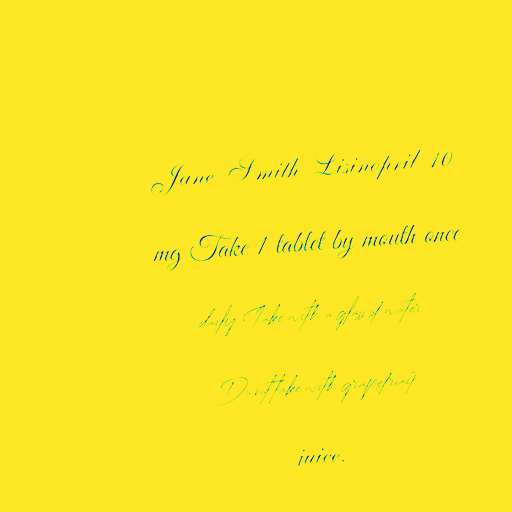 Jane Smith Lisinopril 10
mg Take 1 tablet by mouth once
daily Take with a glass of water
Don't take with grapefruit
juice.